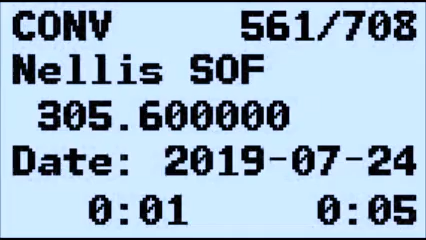 CONV 561/708
Nellis SOF
305.600000
Date: 2019-07-24
0:01 0:05